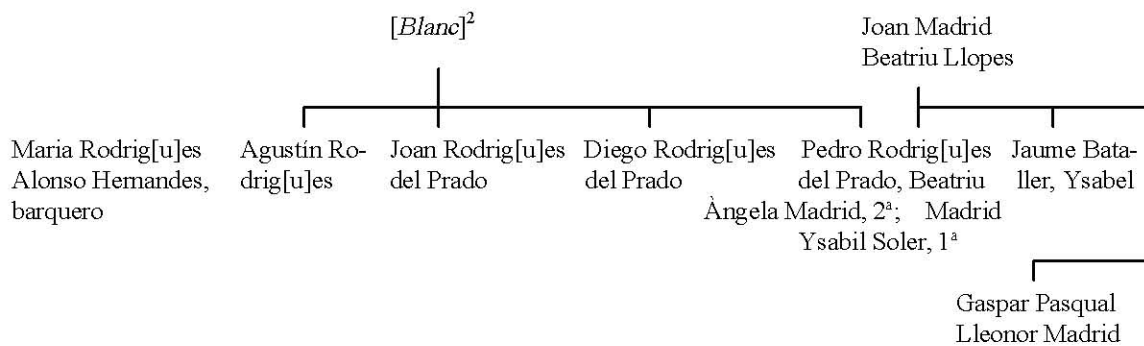 [Blanc]²
Joan Madrid
Beatriu Llopes
Maria Rodrig[u]es
Alonso Hernandes,
barquero
Agustín Ro-
drig[u]es
Joan Rodrig[u]es
del Prado
Diego Rodrig[u]es
del Prado
Pedro Rodrig[u]es
del Prado, Beatriu
Àngela Madrid, 2ª; Madrid
Ysabil Soler, 1ª
Jaume Bata-
ller, Ysabel
Gaspar Pasqual
Lleonor Madrid